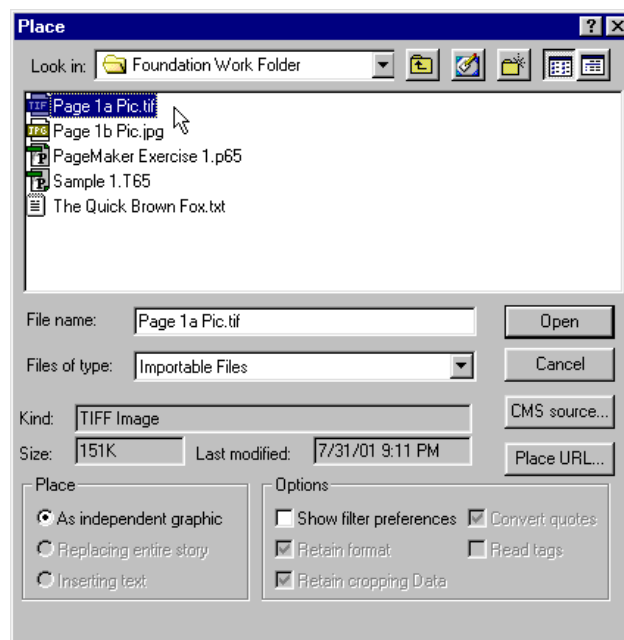 Place
Look in: Foundation Work Folder
TIF Page 1a Pic.tif
JPG Page 1b Pic.jpg
PageMaker Exercise 1.p65
Sample 1.T65
The Quick Brown Fox.txt
File name: Page 1a Pic.tif Open
Files of type: Importable Files Cancel
Kind: TIFF Image CMS source...
Size: 151K Last modified: 7/31/01 9:11 PM Place URL...
Place Options
As independent graphic Show filter preferences Convert quotes
Replacing entire story Retain format Read tags
Inserting text Retain cropping Data